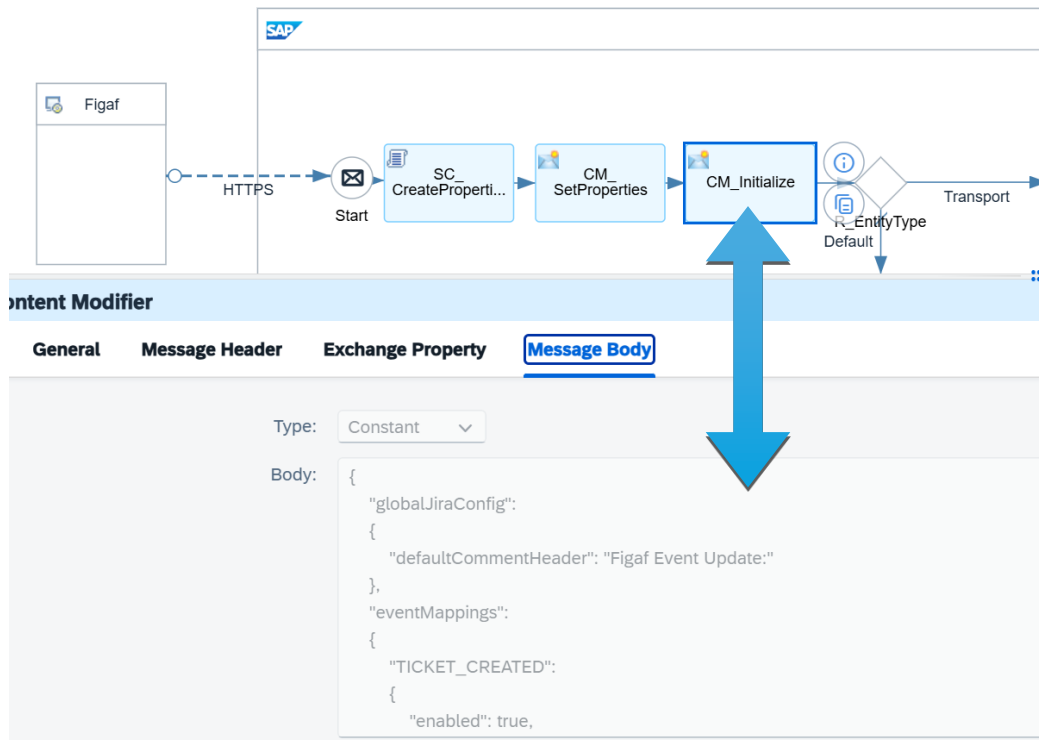 SAP
Figaf
HTTPS
Start
SC_
CreateProperti...
CM_
SetProperties
CM_Initialize
R_EntityType
Transport
Default
ontent Modifier
General
Message Header
Exchange Property
Message Body
Type:
Constant
Body:
{
"globalJiraConfig":
{
"defaultCommentHeader": "Figaf Event Update:"
},
"eventMappings":
{
"TICKET_CREATED":
{
"enabled": true,